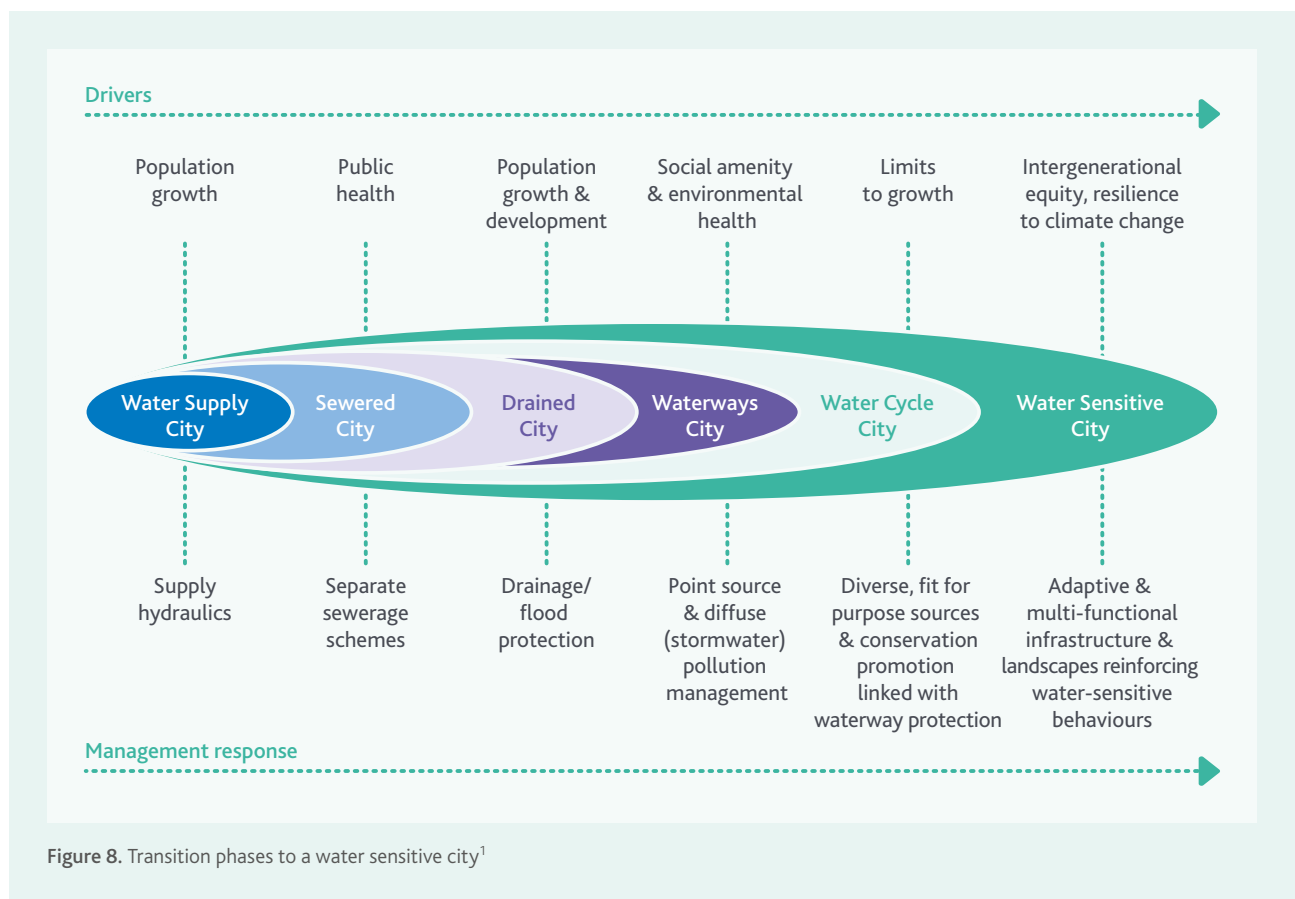 Drivers
Population
growth
Public
health
Population
growth &
development
Social amenity
& environmental
health
Limits
to growth
Intergenerational
equity, resilience
to climate change
Water Supply
City
Sewered
City
Drained
City
Waterways
City
Water Cycle
City
Water Sensitive
City
Supply
hydraulics
Separate
sewerage
schemes
Drainage/
flood
protection
Point source
& diffuse
(stormwater)
pollution
management
Diverse, fit for
purpose sources
& conservation
promotion
linked with
waterway protection
Adaptive &
multi-functional
infrastructure &
landscapes reinforcing
water-sensitive
behaviours
Management response
Figure 8. Transition phases to a water sensitive city¹